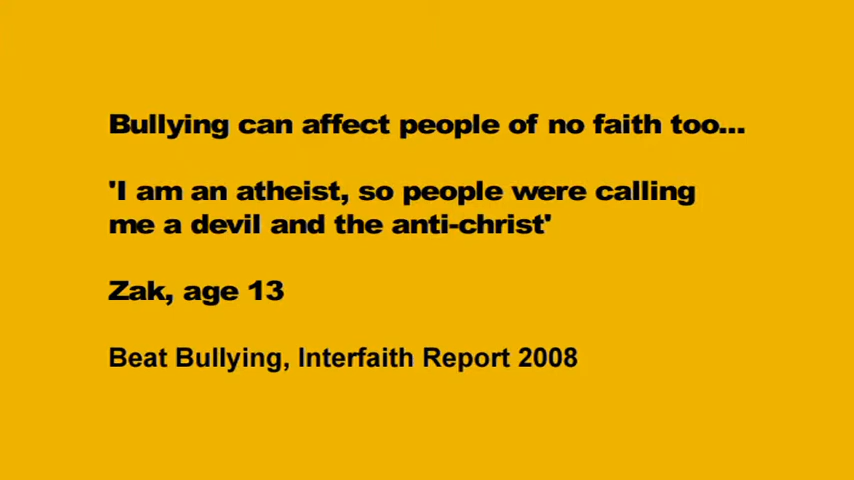 Bullying can affect people of no faith too...
'I am an atheist, so people were calling
me a devil and the anti-christ'
Zak, age 13
Beat Bullying, Interfaith Report 2008